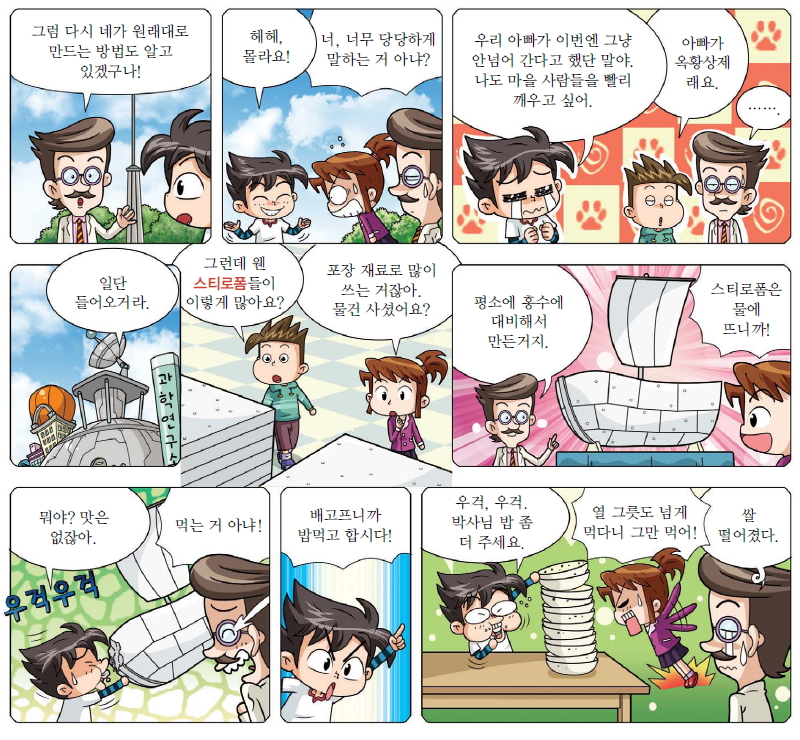 그럼 다시 네가 원래대로
만드는 방법도 알고
있겠구나!
헤헤,
몰라요!
너, 너무 당당하게
말하는 거 아냐?
우리 아빠가 이번엔 그냥
안넘어 간다고 했단 말야.
나도 마을 사람들을 빨리
깨우고 싶어.
아빠가
옥황상제
래요.
…….
일단
들어오거라.
과학연구소
그런데 웬
스티로폼들이
이렇게 많아요?
포장 재료로 많이
쓰는 거잖아.
물건 사셨어요?
평소에 홍수에
대비해서
만든거지.
스티로폼은
물에
뜨니까!
뭐야? 맛은
없잖아.
먹는 거 아냐!
우걱우걱
배고프니까
밥먹고 합시다!
우걱, 우걱.
박사님 밥 좀
더 주세요.
열 그릇도 넘게
먹다니 그만 먹어!
쌀
떨어졌다.